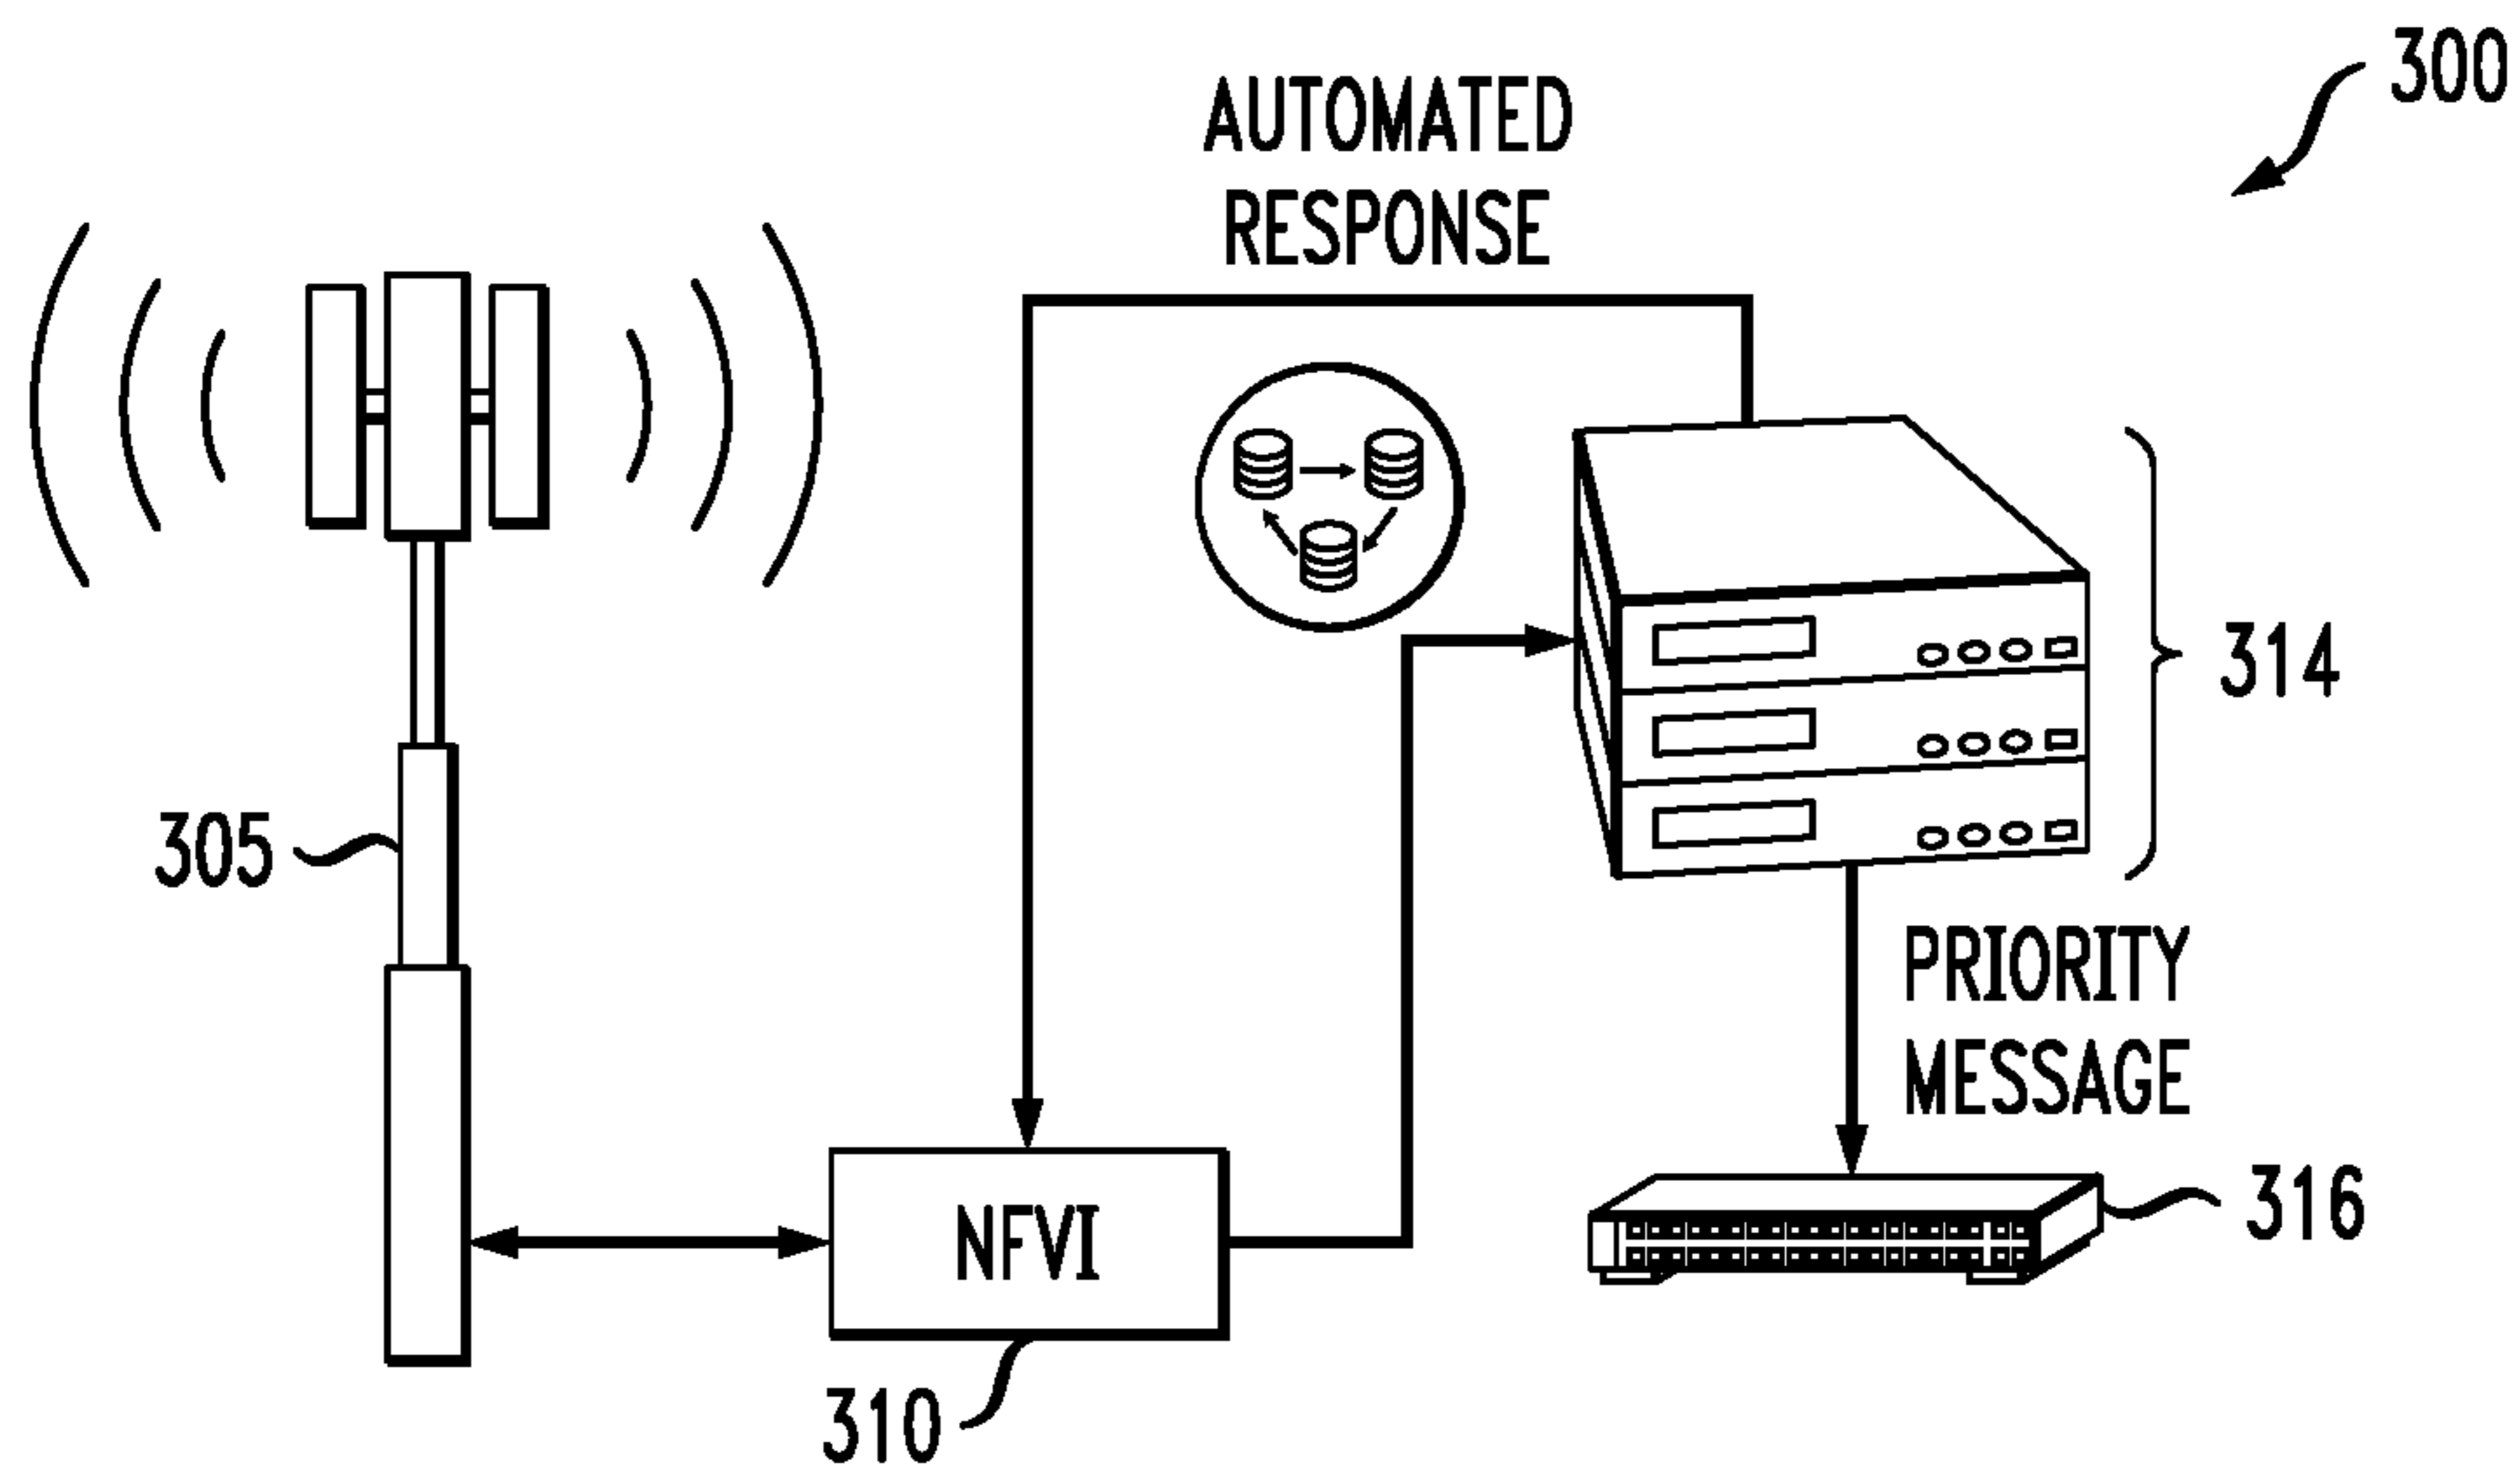 300
AUTOMATED
RESPONSE
314
305
PRIORITY
MESSAGE
316
NFVI
310